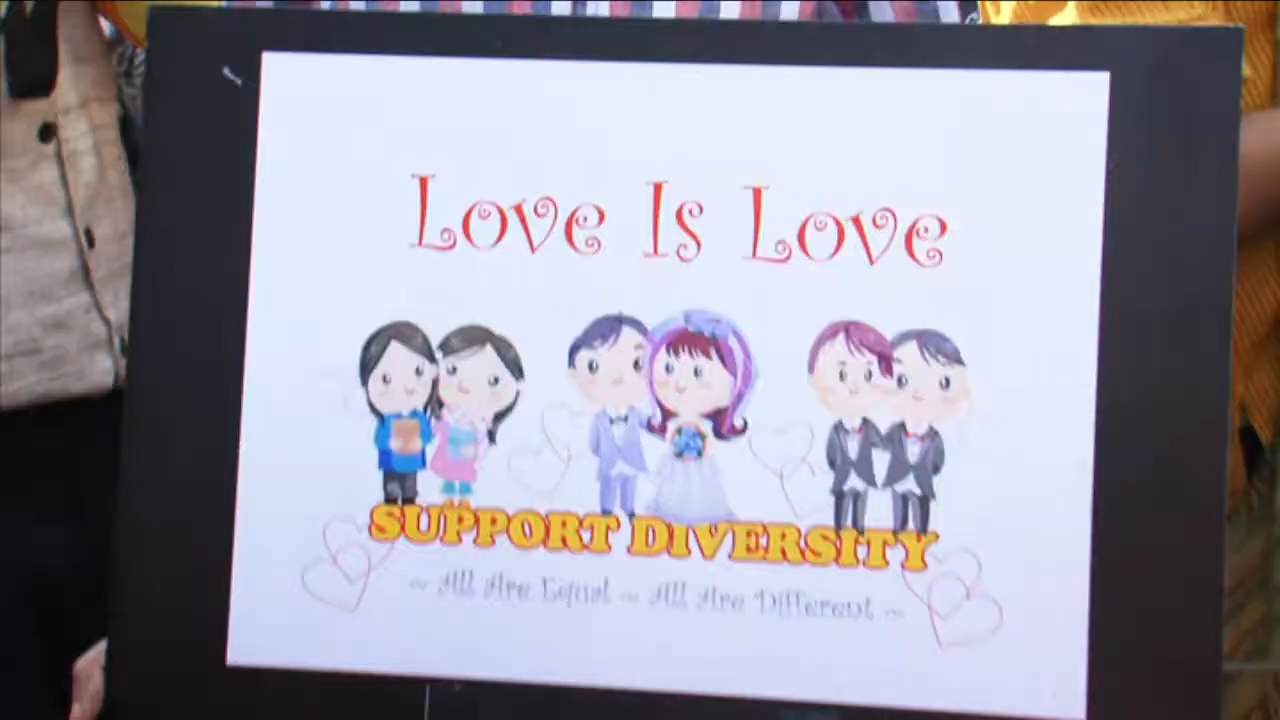 Love Is Love
SUPPORT DIVERSITY
~ All Are Equal ~ All Are Different ~